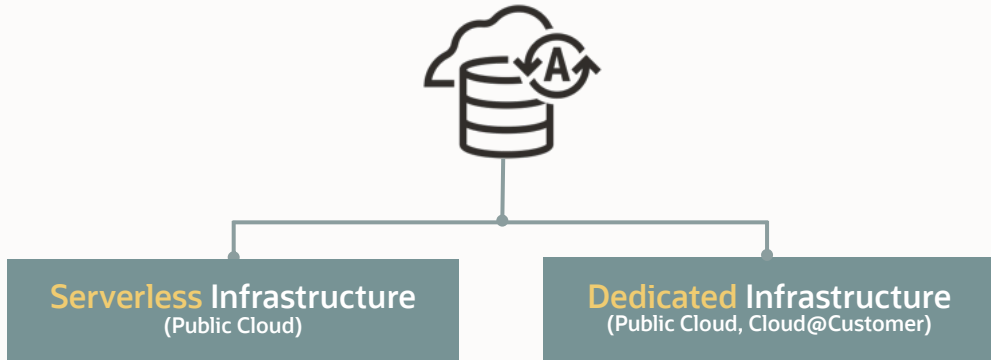 A
Serverless Infrastructure
(Public Cloud)
Dedicated Infrastructure
(Public Cloud, Cloud@Customer)